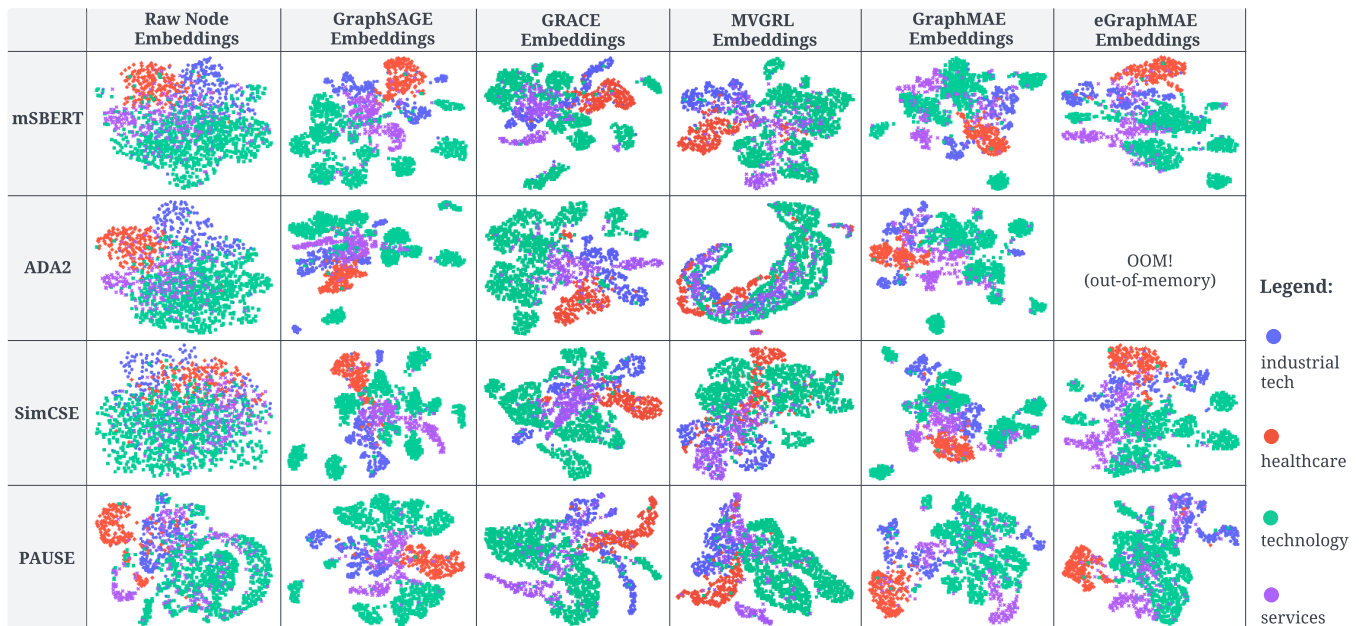 Raw Node
Embeddings
GraphSAGE
Embeddings
GRACE
Embeddings
MVGRL
Embeddings
GraphMAE
Embeddings
eGraphMAE
Embeddings
mSBERT
ADA2
OOM!
(out-of-memory)
SimCSE
PAUSE
Legend:
industrial
tech
healthcare
technology
services